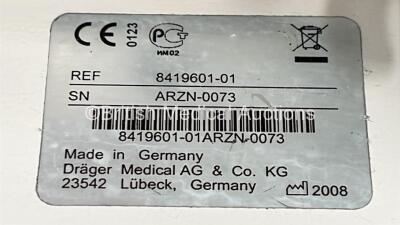 CE 0123 PC
ИМ02
REF 8419601-01
SN ARZN-0073
© British Medical Auctions
8419601-01ARZN-0073
Made in Germany
Dräger Medical AG & Co. KG
23542 Lübeck, Germany 2008